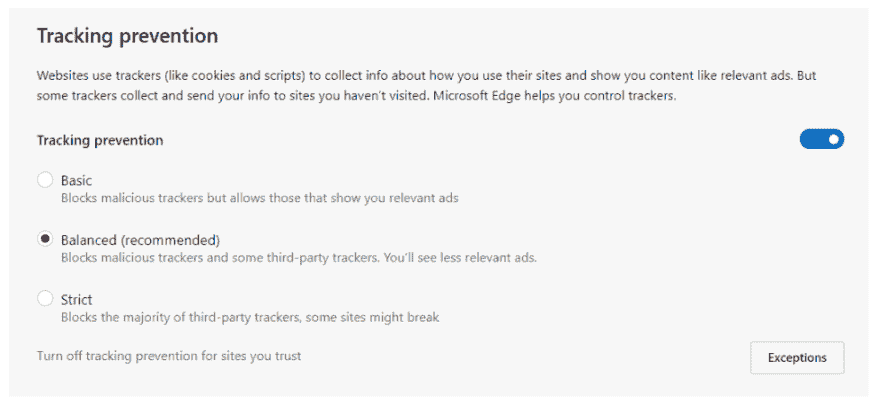 Tracking prevention
Websites use trackers (like cookies and scripts) to collect info about how you use their sites and show you content like relevant ads. But
some trackers collect and send your info to sites you haven't visited. Microsoft Edge helps you control trackers.
Tracking prevention
Basic
Blocks malicious trackers but allows those that show you relevant ads
Balanced (recommended)
Blocks malicious trackers and some third-party trackers. You'll see less relevant ads.
Strict
Blocks the majority of third-party trackers, some sites might break
Turn off tracking prevention for sites you trust
Exceptions